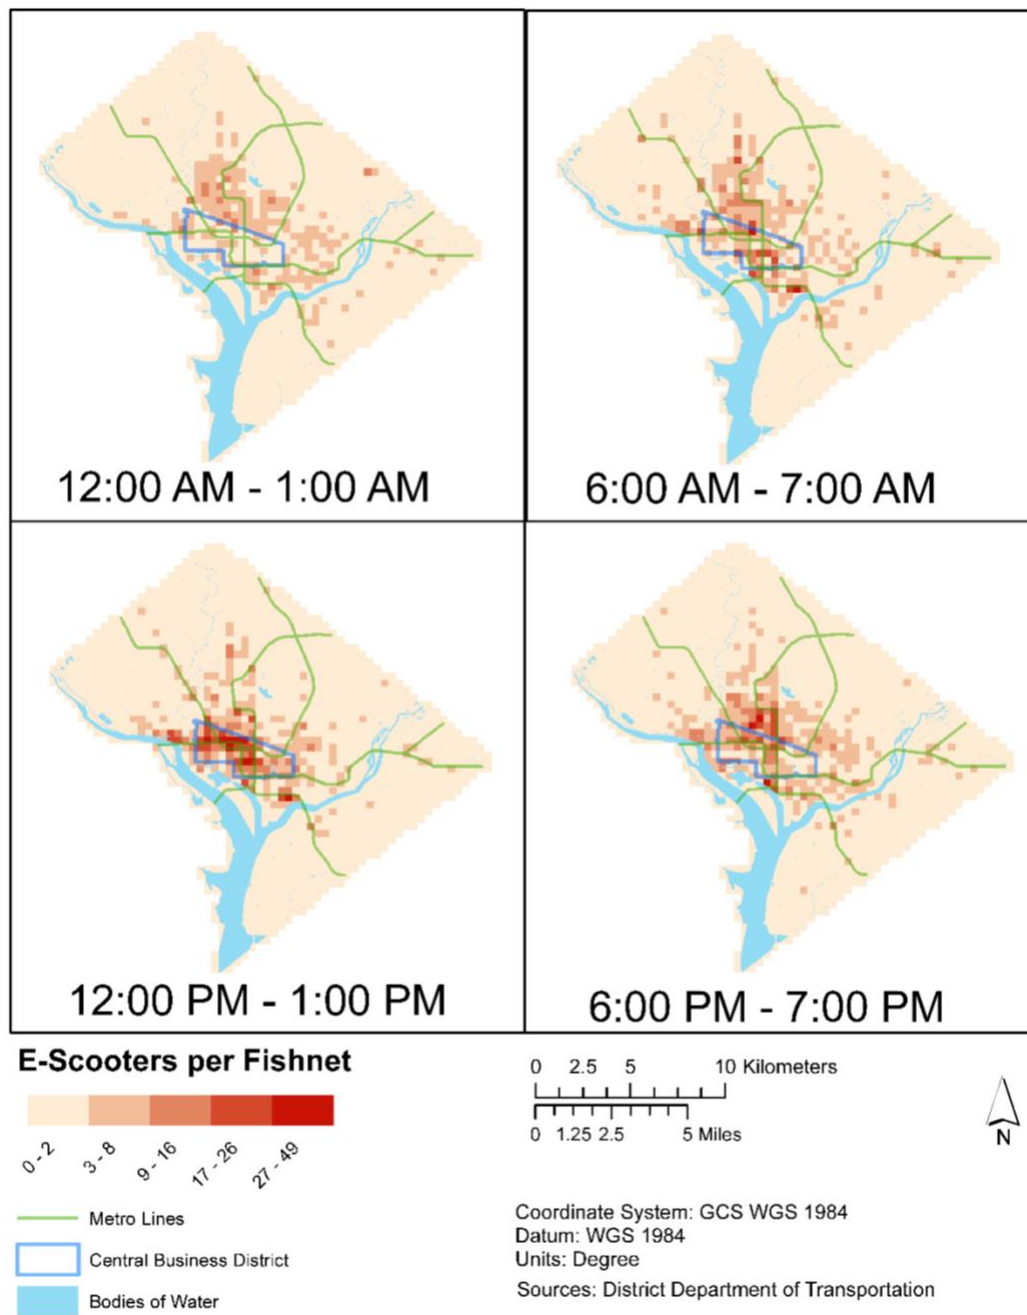 12:00 AM - 1:00 AM
6:00 AM - 7:00 AM
12:00 PM - 1:00 PM
6:00 PM - 7:00 PM
E-Scooters per Fishnet
0 - 2
3 - 8
9 - 16
17 - 26
27 - 49
Metro Lines
Central Business District
Bodies of Water
0 2.5 5 10 Kilometers
0 1.25 2.5 5 Miles
N
Coordinate System: GCS WGS 1984
Datum: WGS 1984
Units: Degree
Sources: District Department of Transportation